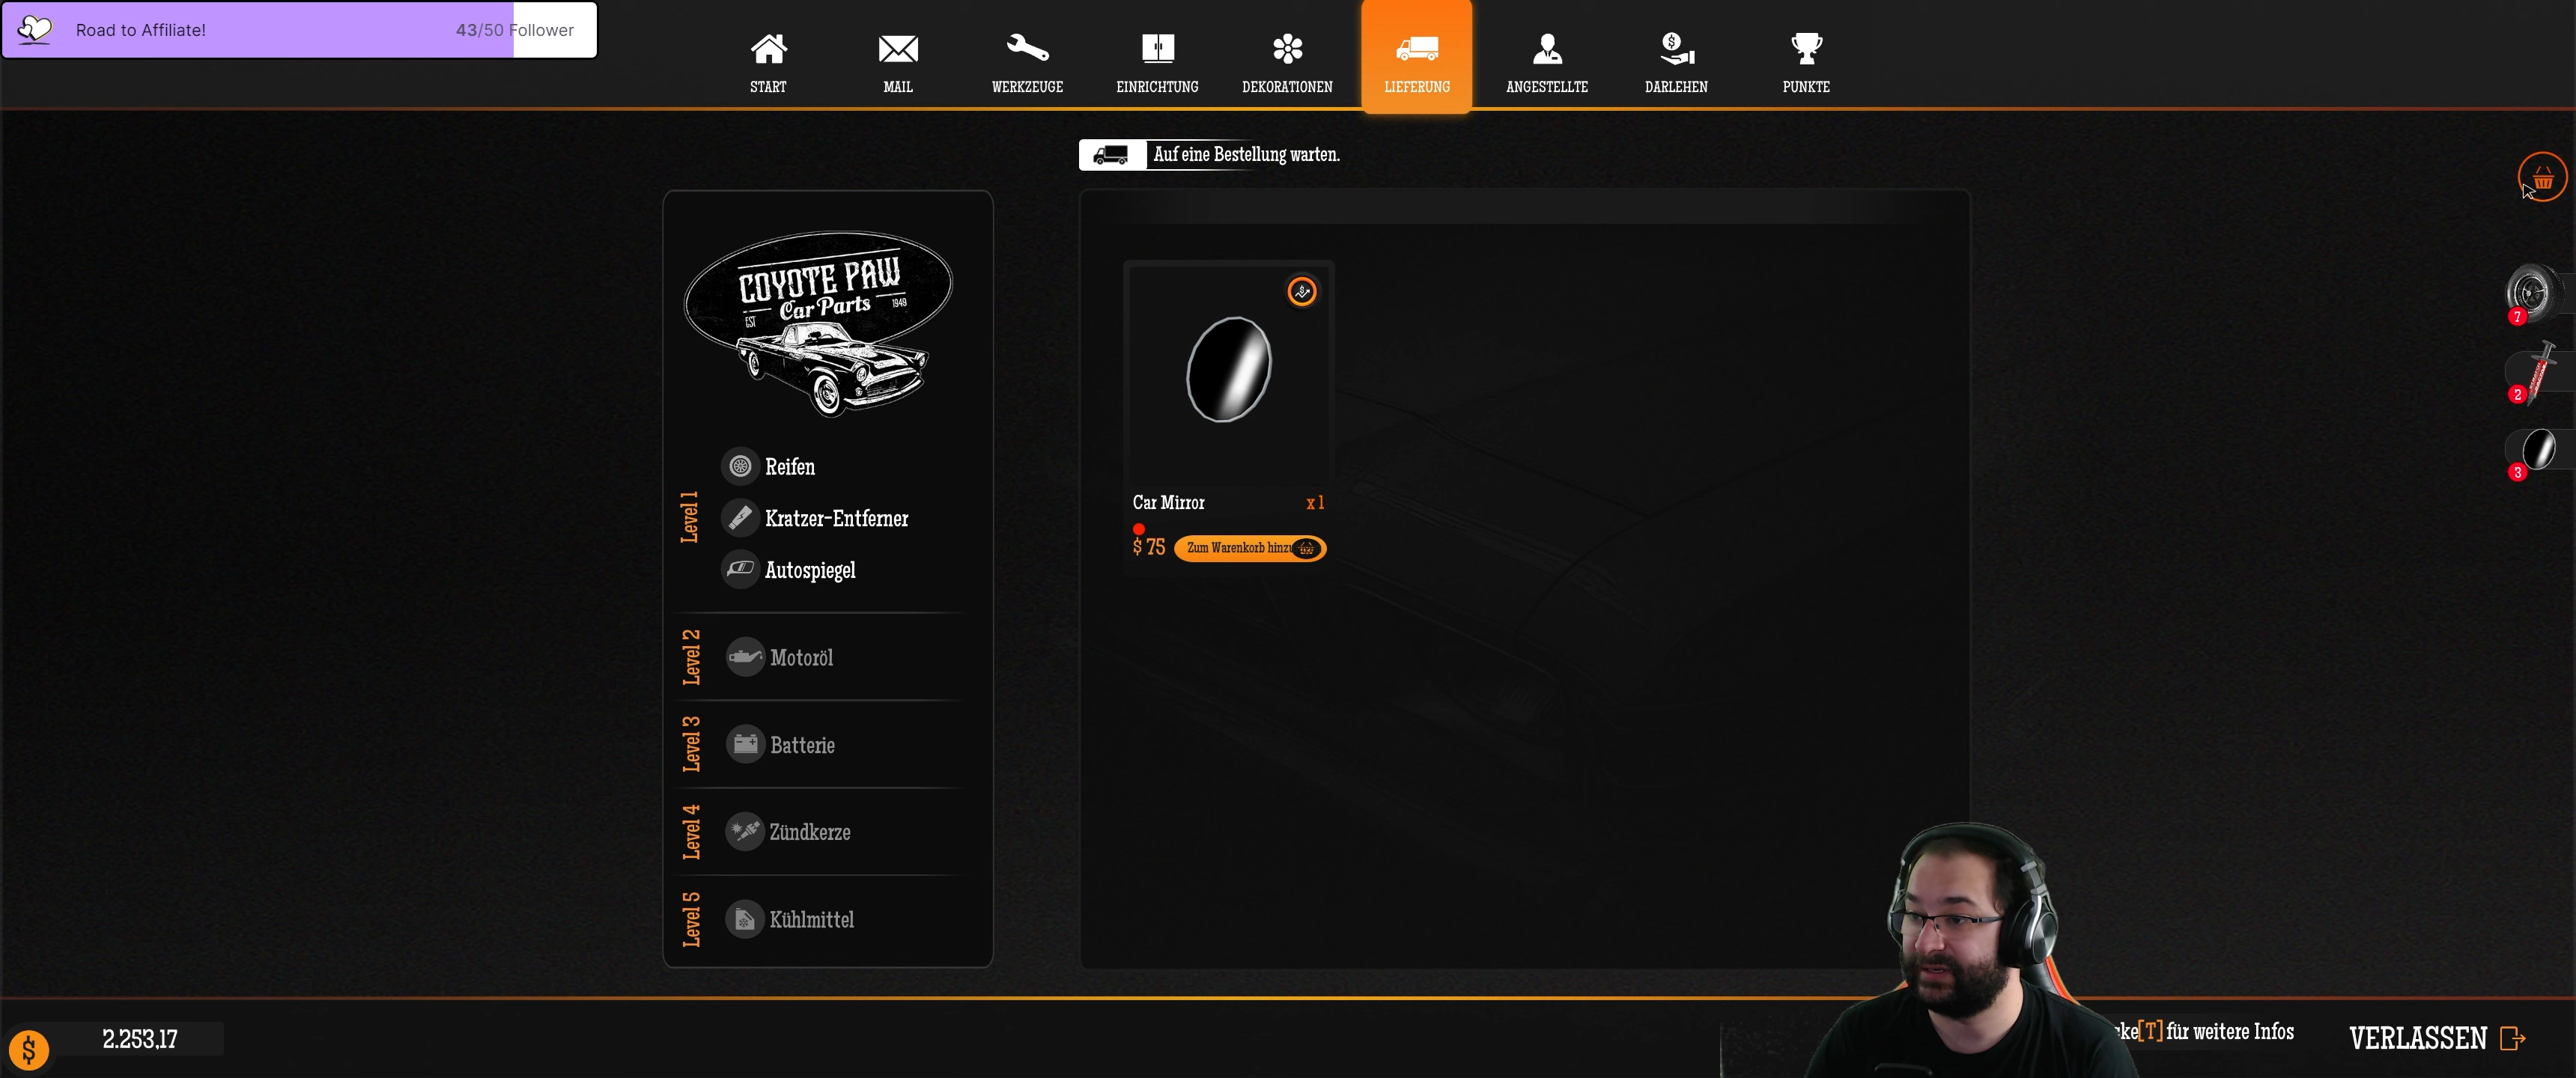 Road to Affiliate!
43/50 Follower
START
MAIL
WERKZEUGE
EINRICHTUNG
DEKORATIONEN
LIEFERUNG
ANGESTELLTE
DARLEHEN
PUNKTE
Auf eine Bestellung warten.
COYOTE PAW
Car Parts
EST
1949
Level 1
Reifen
Kratzer-Entferner
Autospiegel
Level 2
Motoröl
Level 3
Batterie
Level 4
Zündkerze
Level 5
Kühlmittel
Car Mirror x 1
$ 75
Zum Warenkorb
7
2
3
$ 2.253,17
[T] für weitere Infos
VERLASSEN